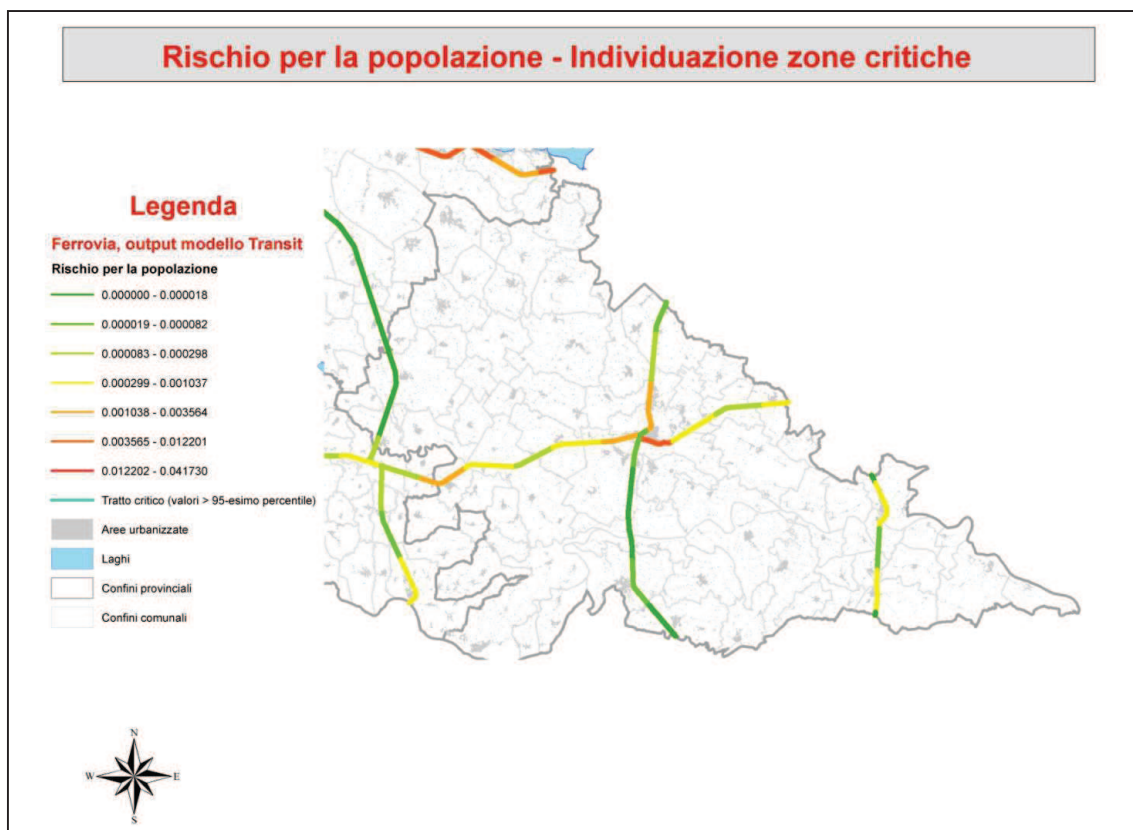 Rischio per la popolazione - Individuazione zone critiche
Legenda
Ferrovia, output modello Transit
Rischio per la popolazione
0.000000 - 0.000018
0.000019 - 0.000082
0.000083 - 0.000298
0.000299 - 0.001037
0.001038 - 0.003564
0.003565 - 0.012201
0.012202 - 0.041730
Tratto critico (valori > 95-esimo percentile)
Aree urbanizzate
Laghi
Confini provinciali
Confini comunali
N
W
E
S